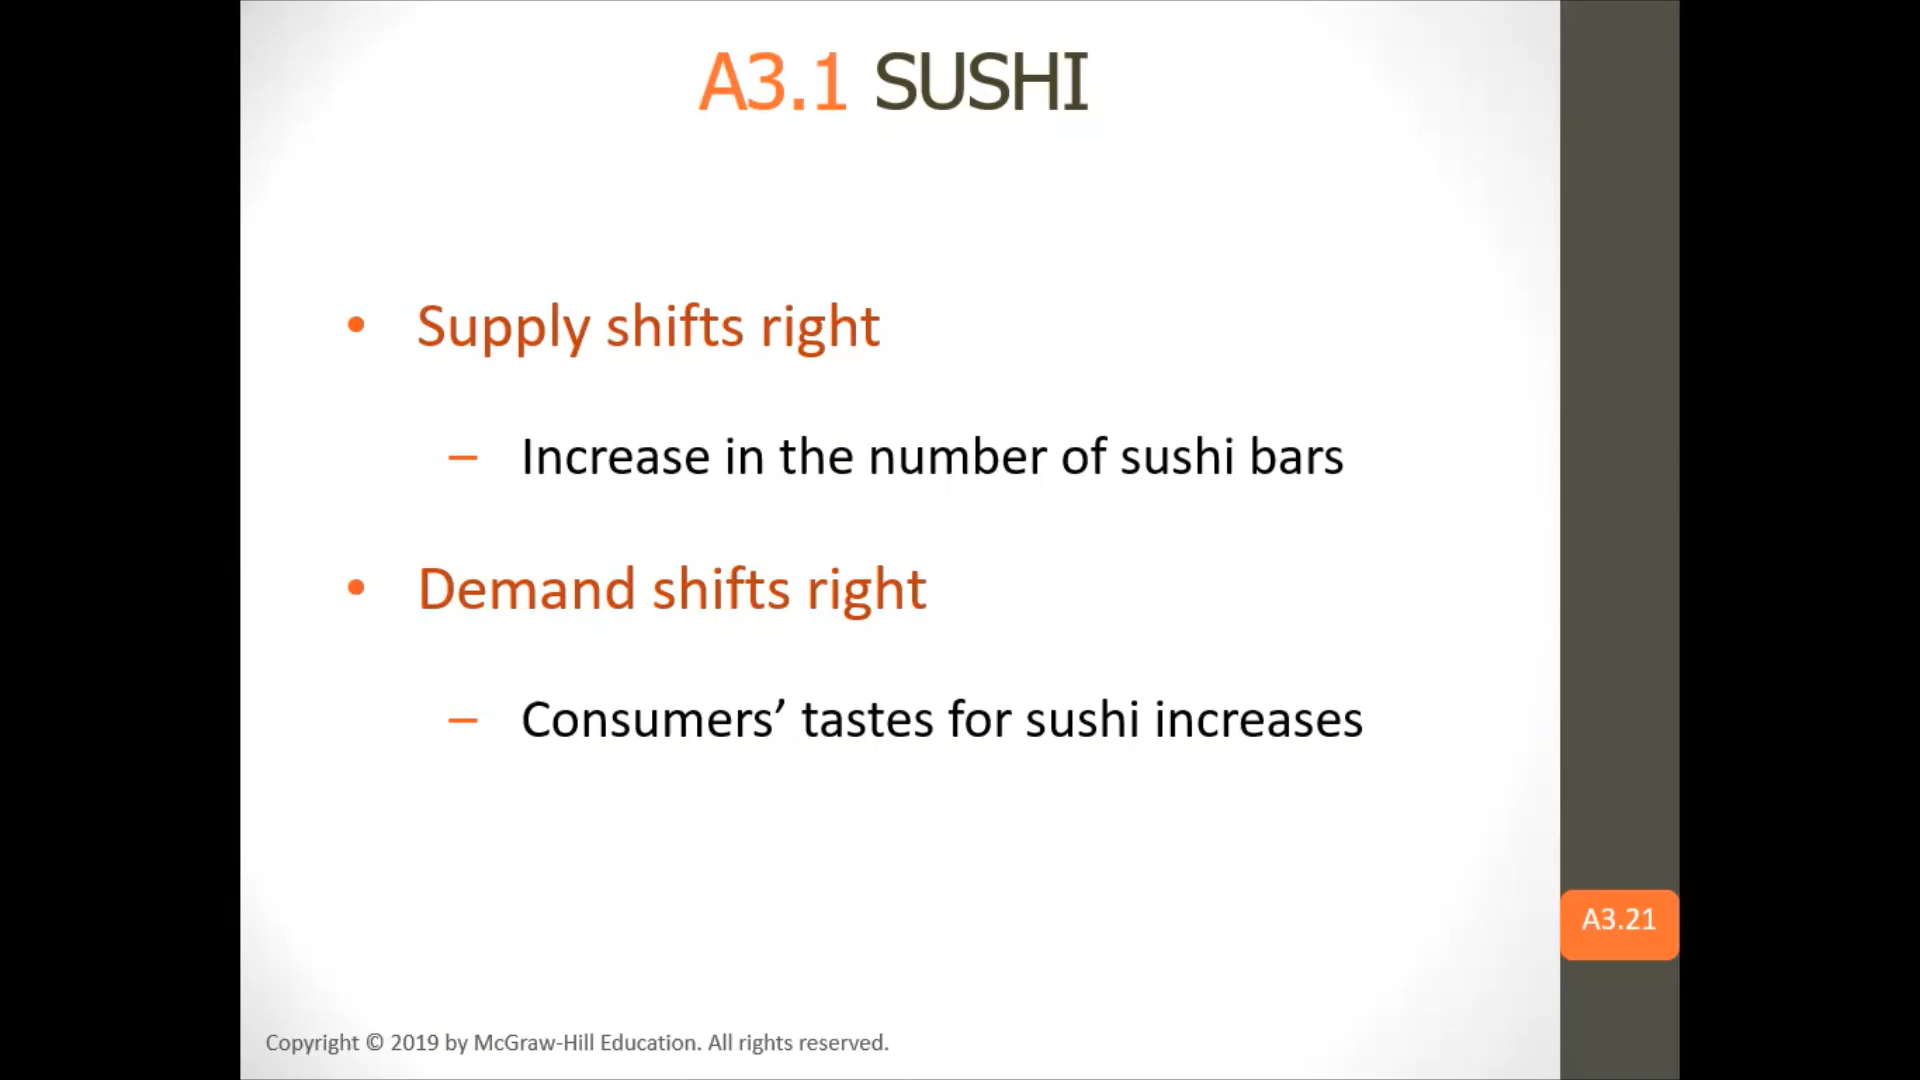 A3.1 SUSHI
• Supply shifts right
– Increase in the number of sushi bars
• Demand shifts right
– Consumers’ tastes for sushi increases
A3.21
Copyright © 2019 by McGraw-Hill Education. All rights reserved.